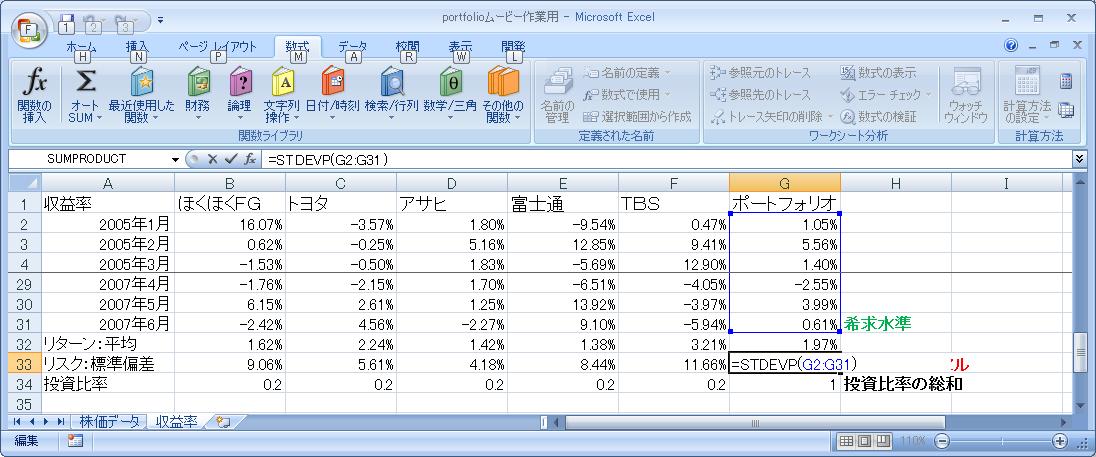 portfolioムービー作業用 - Microsoft Excel
F 1 2 3
ホーム 挿入 ページ レイアウト 数式 データ 校閲 表示 開発
H N P M A R W L
関数の挿入 オート SUM 最近使用した関数 財務 論理 文字列操作 日付/時刻 検索/行列 数学/三角 その他の関数
名前の管理 名前の定義 数式で使用 選択範囲から作成
参照元のトレース 参照先のトレース トレース矢印の削除 数式の表示 エラー チェック 数式の検証 ウォッチウィンドウ
計算方法の設定
関数ライブラリ 定義された名前 ワークシート分析 計算方法
SUMPRODUCT fx =STDEVP(G2:G31)
A B C D E F G H I
1 収益率 ほくほくFG トヨタ アサヒ 富士通 TBS ポートフォリオ
2 2005年1月 16.07% -3.57% 1.80% -9.54% 0.47% 1.05%
3 2005年2月 0.62% -0.25% 5.16% 12.85% 9.41% 5.56%
4 2005年3月 -1.53% -0.50% 1.83% -5.69% 12.90% 1.40%
29 2007年4月 -1.76% -2.15% 1.70% -6.51% -4.05% -2.55%
30 2007年5月 6.15% 2.61% 1.25% 13.92% -3.97% 3.99%
31 2007年6月 -2.42% 4.56% -2.27% 9.10% -5.94% 0.61% 希求水準
32 リターン：平均 1.62% 2.24% 1.42% 1.38% 3.21% 1.97%
33 リスク：標準偏差 9.06% 5.61% 4.18% 8.44% 11.66% =STDEVP(G2:G31) ル
34 投資比率 0.2 0.2 0.2 0.2 0.2 1 投資比率の総和
35
株価データ 収益率
編集 110%